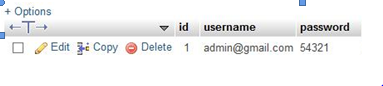 + Options
←T→ id username password
Edit Copy Delete 1 admin@gmail.com 54321